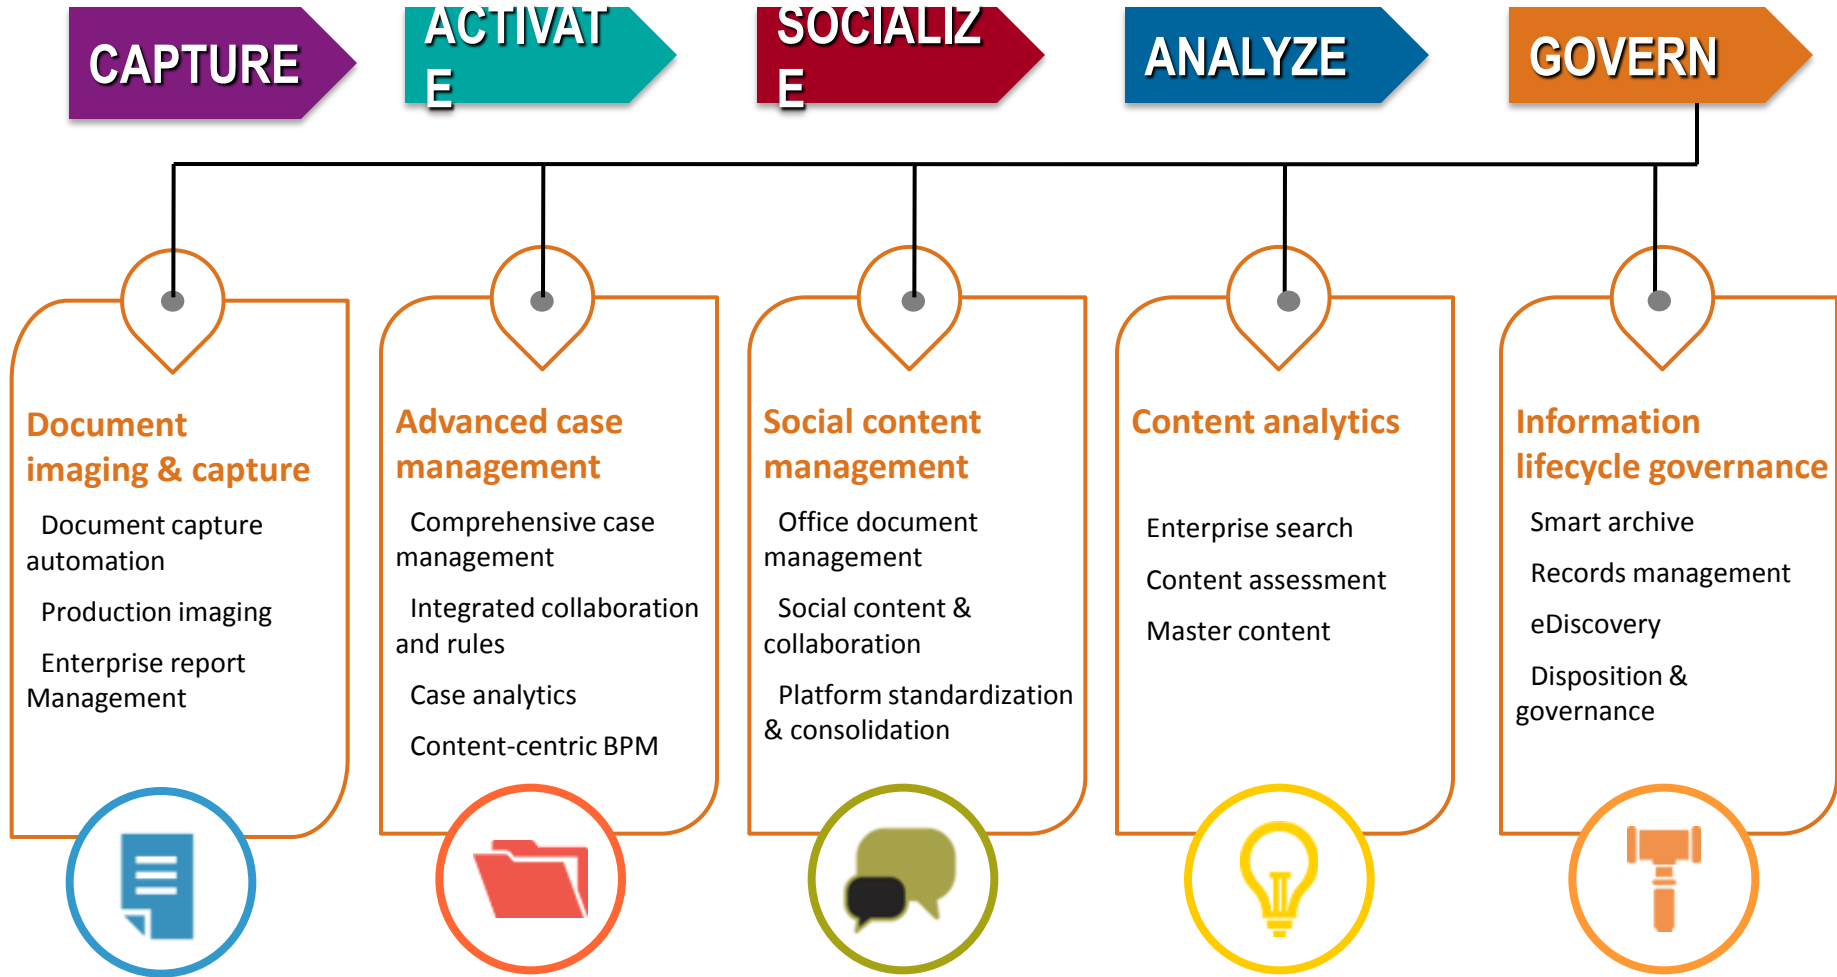 CAPTURE
ACTIVAT
E
SOCIALIZ
E
ANALYZE
GOVERN
Document
imaging & capture
Document capture
automation
Production imaging
Enterprise report
Management
Advanced case
management
Comprehensive case
management
Integrated collaboration
and rules
Case analytics
Content-centric BPM
Social content
management
Office document
management
Social content &
collaboration
Platform standardization
& consolidation
Content analytics
Enterprise search
Content assessment
Master content
Information
lifecycle governance
Smart archive
Records management
eDiscovery
Disposition &
governance